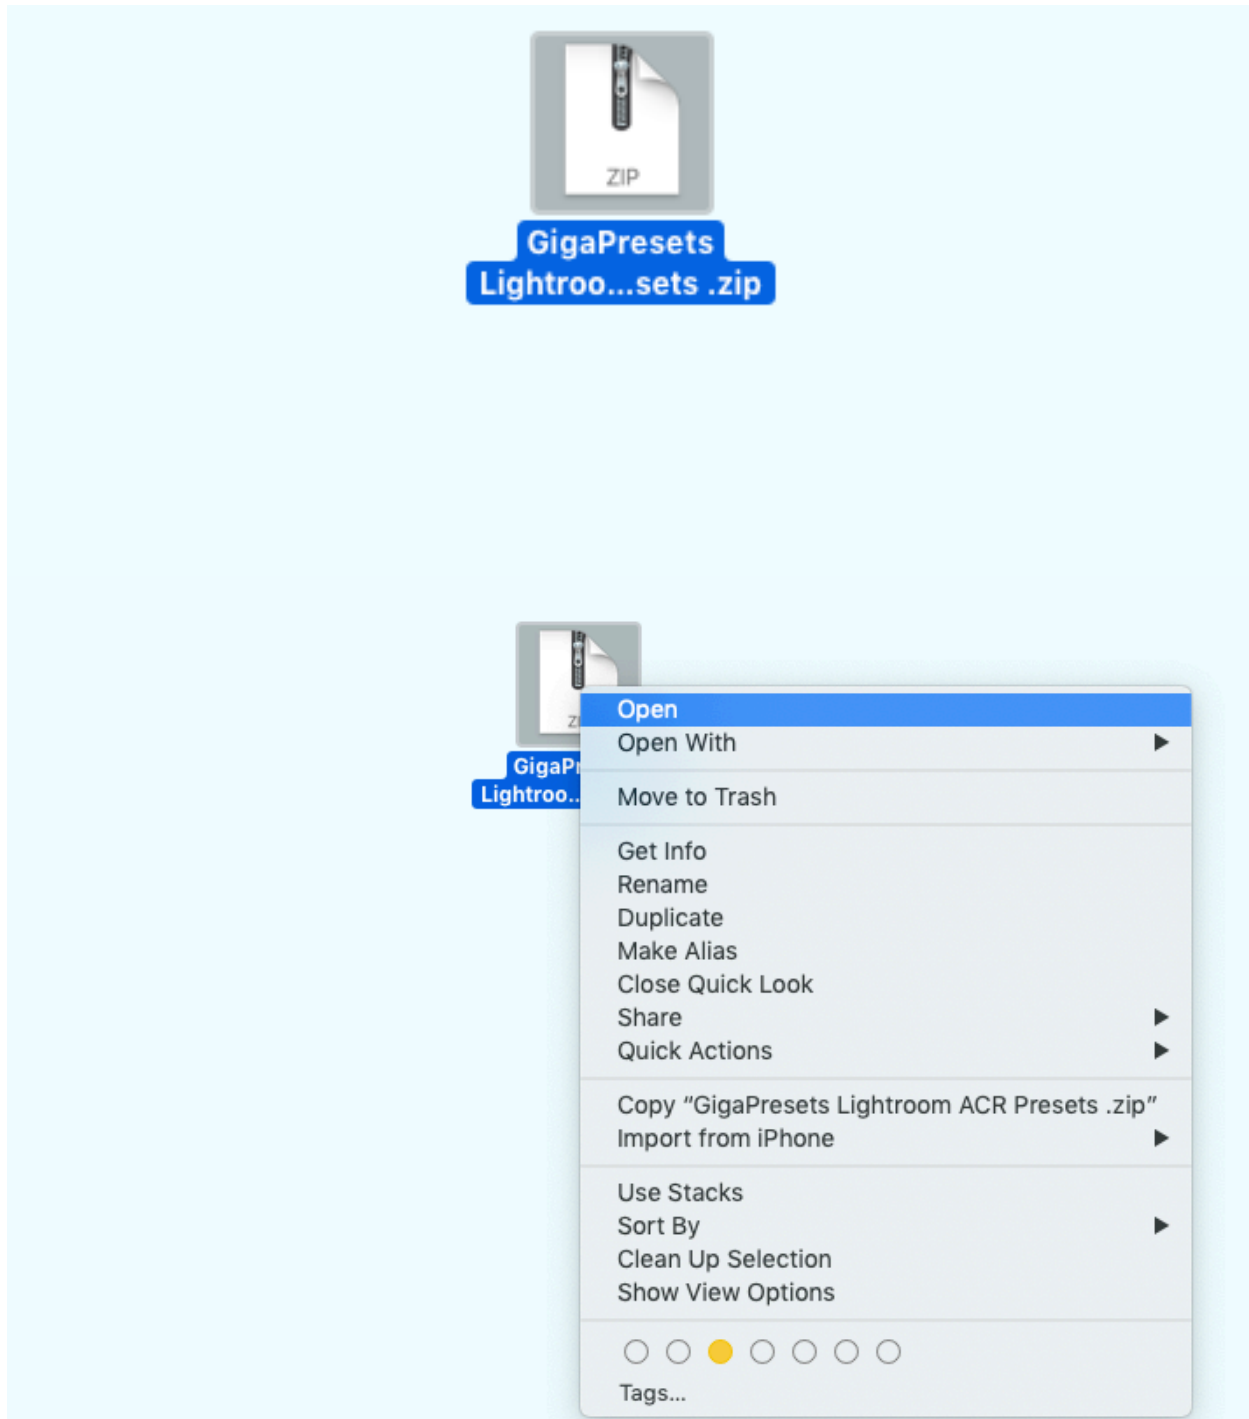 ZIP
GigaPresets
Lightroo...sets .zip
GigaP
Lightroo..
Open
Open With
Move to Trash
Get Info
Rename
Duplicate
Make Alias
Close Quick Look
Share
Quick Actions
Copy “GigaPresets Lightroom ACR Presets .zip”
Import from iPhone
Use Stacks
Sort By
Clean Up Selection
Show View Options
Tags...